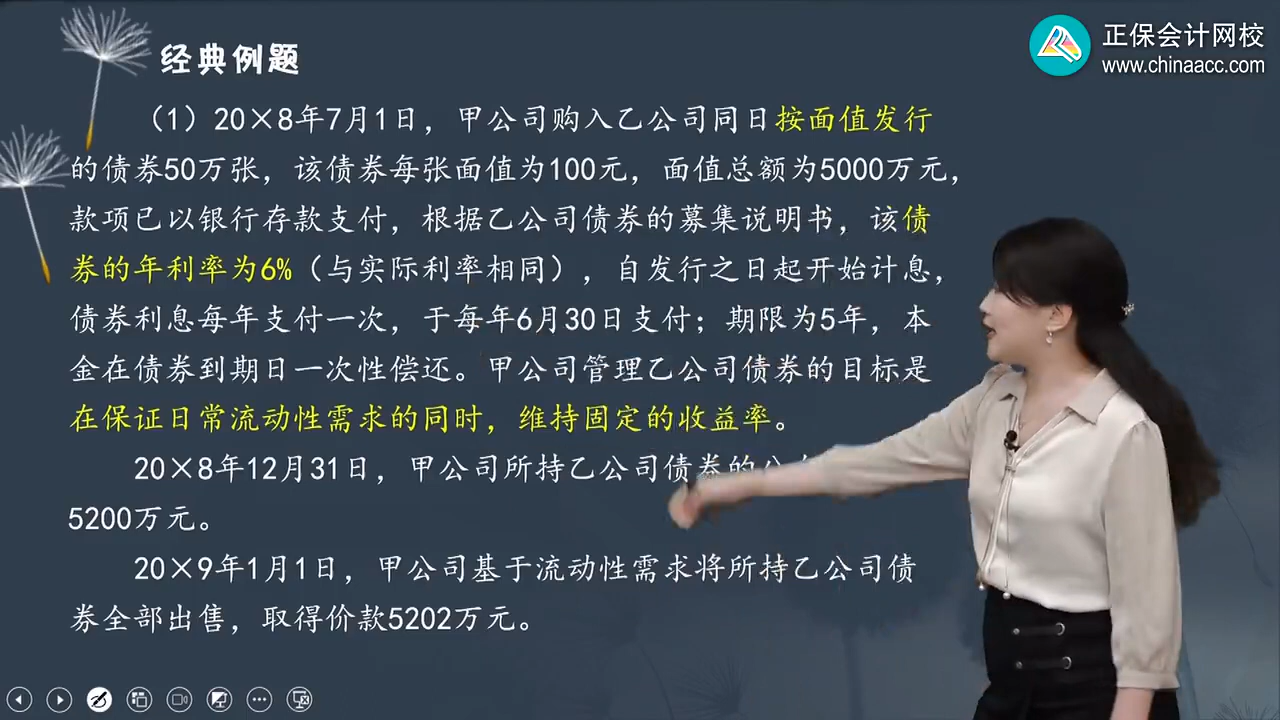 经典例题
正保会计网校
www.chinaacc.com
（1）20×8年7月1日，甲公司购入乙公司同日按面值发行
的债券50万张，该债券每张面值为100元，面值总额为5000万元，
款项已以银行存款支付，根据乙公司债券的募集说明书，该债
券的年利率为6%（与实际利率相同），自发行之日起开始计息，
债券利息每年支付一次，于每年6月30日支付；期限为5年，本
金在债券到期日一次性偿还。甲公司管理乙公司债券的目标是
在保证日常流动性需求的同时，维持固定的收益率。
20×8年12月31日，甲公司所持乙公司债券的
5200万元。
20×9年1月1日，甲公司基于流动性需求将所持乙公司债
券全部出售，取得价款5202万元。